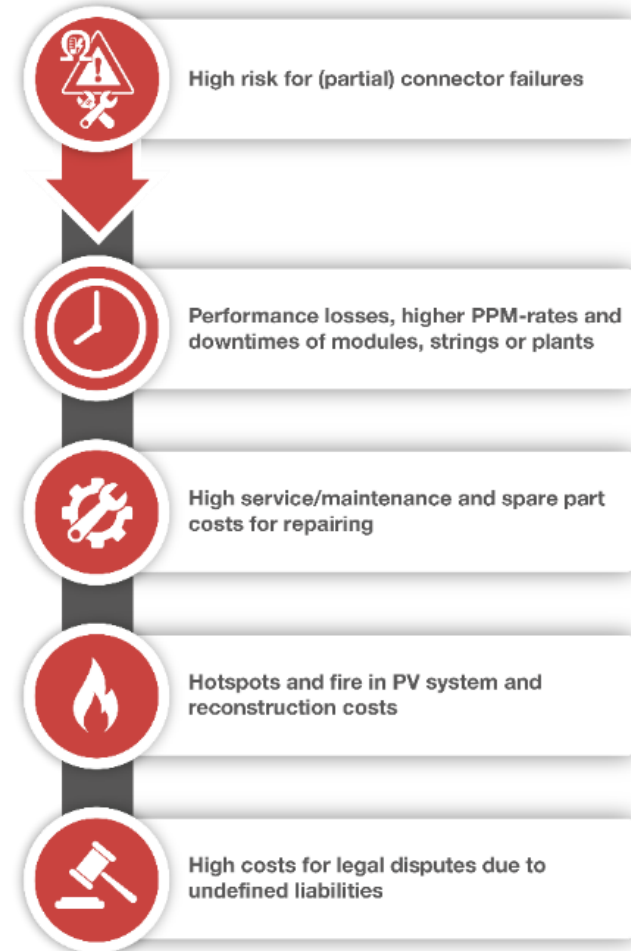 High risk for (partial) connector failures
Performance losses, higher PPM-rates and
downtimes of modules, strings or plants
High service/maintenance and spare part
costs for repairing
Hotspots and fire in PV system and
reconstruction costs
High costs for legal disputes due to
undefined liabilities